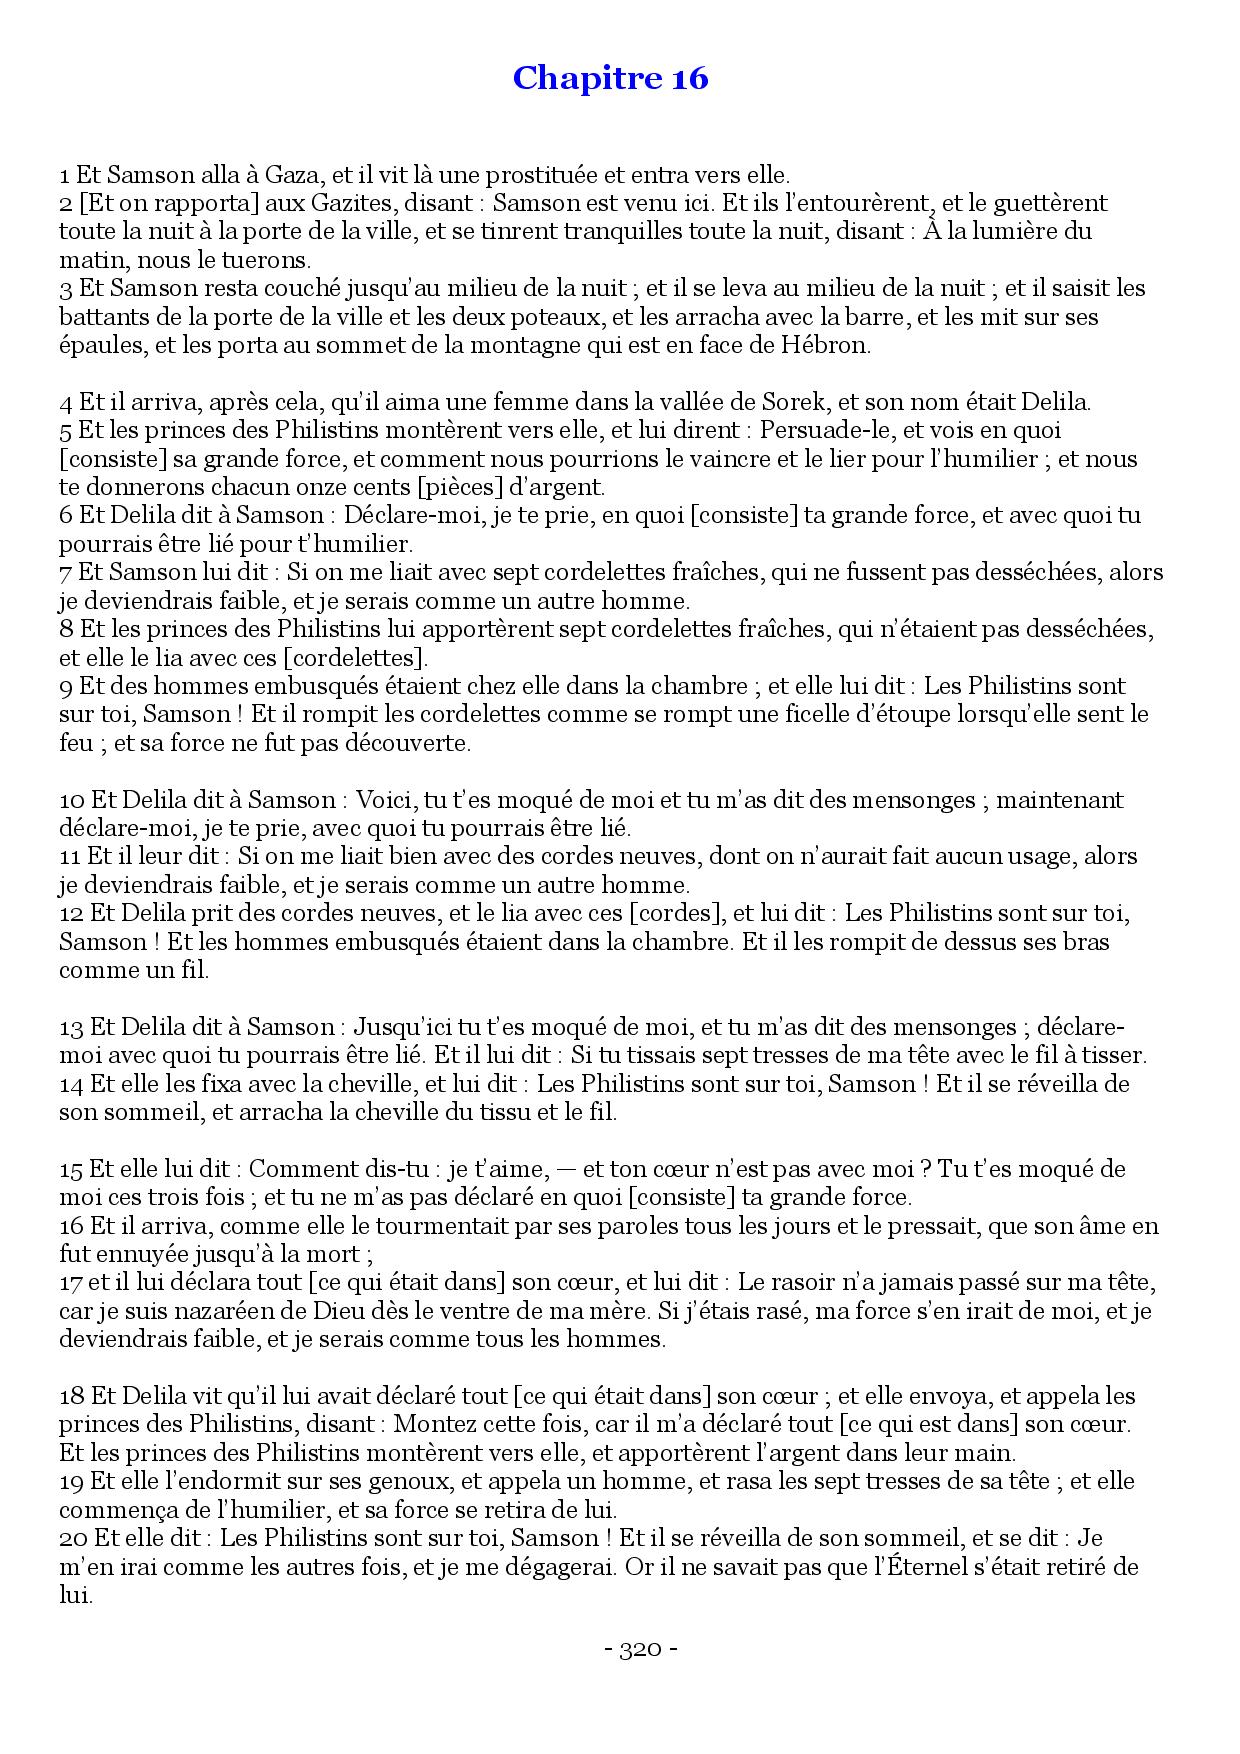 Chapitre 16
1 Et Samson alla à Gaza, et il vit là une prostituée et entra vers elle.
2 [Et on rapporta] aux Gazites, disant : Samson est venu ici. Et ils l’entourèrent, et le guettèrent
toute la nuit à la porte de la ville, et se tinrent tranquilles toute la nuit, disant : À la lumière du
matin, nous le tuerons.
3 Et Samson resta couché jusqu’au milieu de la nuit ; et il se leva au milieu de la nuit ; et il saisit les
battants de la porte de la ville et les deux poteaux, et les arracha avec la barre, et les mit sur ses
épaules, et les porta au sommet de la montagne qui est en face de Hébron.
4 Et il arriva, après cela, qu’il aima une femme dans la vallée de Sorek, et son nom était Delila.
5 Et les princes des Philistins montèrent vers elle, et lui dirent : Persuade-le, et vois en quoi
[consiste] sa grande force, et comment nous pourrions le vaincre et le lier pour l’humilier ; et nous
te donnerons chacun onze cents [pièces] d’argent.
6 Et Delila dit à Samson : Déclare-moi, je te prie, en quoi [consiste] ta grande force, et avec quoi tu
pourrais être lié pour t’humilier.
7 Et Samson lui dit : Si on me liait avec sept cordelettes fraîches, qui ne fussent pas desséchées, alors
je deviendrais faible, et je serais comme un autre homme.
8 Et les princes des Philistins lui apportèrent sept cordelettes fraîches, qui n’étaient pas desséchées,
et elle le lia avec ces [cordelettes].
9 Et des hommes embusqués étaient chez elle dans la chambre ; et elle lui dit : Les Philistins sont
sur toi, Samson ! Et il rompit les cordelettes comme se rompt une ficelle d’étoupe lorsqu’elle sent le
feu ; et sa force ne fut pas découverte.
10 Et Delila dit à Samson : Voici, tu t’es moqué de moi et tu m’as dit des mensonges ; maintenant
déclare-moi, je te prie, avec quoi tu pourrais être lié.
11 Et il leur dit : Si on me liait bien avec des cordes neuves, dont on n’aurait fait aucun usage, alors
je deviendrais faible, et je serais comme un autre homme.
12 Et Delila prit des cordes neuves, et le lia avec ces [cordes], et lui dit : Les Philistins sont sur toi,
Samson ! Et les hommes embusqués étaient dans la chambre. Et il les rompit de dessus ses bras
comme un fil.
13 Et Delila dit à Samson : Jusqu’ici tu t’es moqué de moi, et tu m’as dit des mensonges ; déclare-
moi avec quoi tu pourrais être lié. Et il lui dit : Si tu tissais sept tresses de ma tête avec le fil à tisser.
14 Et elle les fixa avec la cheville, et lui dit : Les Philistins sont sur toi, Samson ! Et il se réveilla de
son sommeil, et arracha la cheville du tissu et le fil.
15 Et elle lui dit : Comment dis-tu : je t’aime, — et ton cœur n’est pas avec moi ? Tu t’es moqué de
moi ces trois fois ; et tu ne m’as pas déclaré en quoi [consiste] ta grande force.
16 Et il arriva, comme elle le tourmentait par ses paroles tous les jours et le pressait, que son âme en
fut ennuyée jusqu’à la mort ;
17 et il lui déclara tout [ce qui était dans] son cœur, et lui dit : Le rasoir n’a jamais passé sur ma tête,
car je suis nazaréen de Dieu dès le ventre de ma mère. Si j’étais rasé, ma force s’en irait de moi, et je
deviendrais faible, et je serais comme tous les hommes.
18 Et Delila vit qu’il lui avait déclaré tout [ce qui était dans] son cœur ; et elle envoya, et appela les
princes des Philistins, disant : Montez cette fois, car il m’a déclaré tout [ce qui est dans] son cœur.
Et les princes des Philistins montèrent vers elle, et apportèrent l’argent dans leur main.
19 Et elle l’endormit sur ses genoux, et appela un homme, et rasa les sept tresses de sa tête ; et elle
commença de l’humilier, et sa force se retira de lui.
20 Et elle dit : Les Philistins sont sur toi, Samson ! Et il se réveilla de son sommeil, et se dit : Je
m’en irai comme les autres fois, et je me dégagerai. Or il ne savait pas que l’Éternel s’était retiré de
lui.
- 320 -